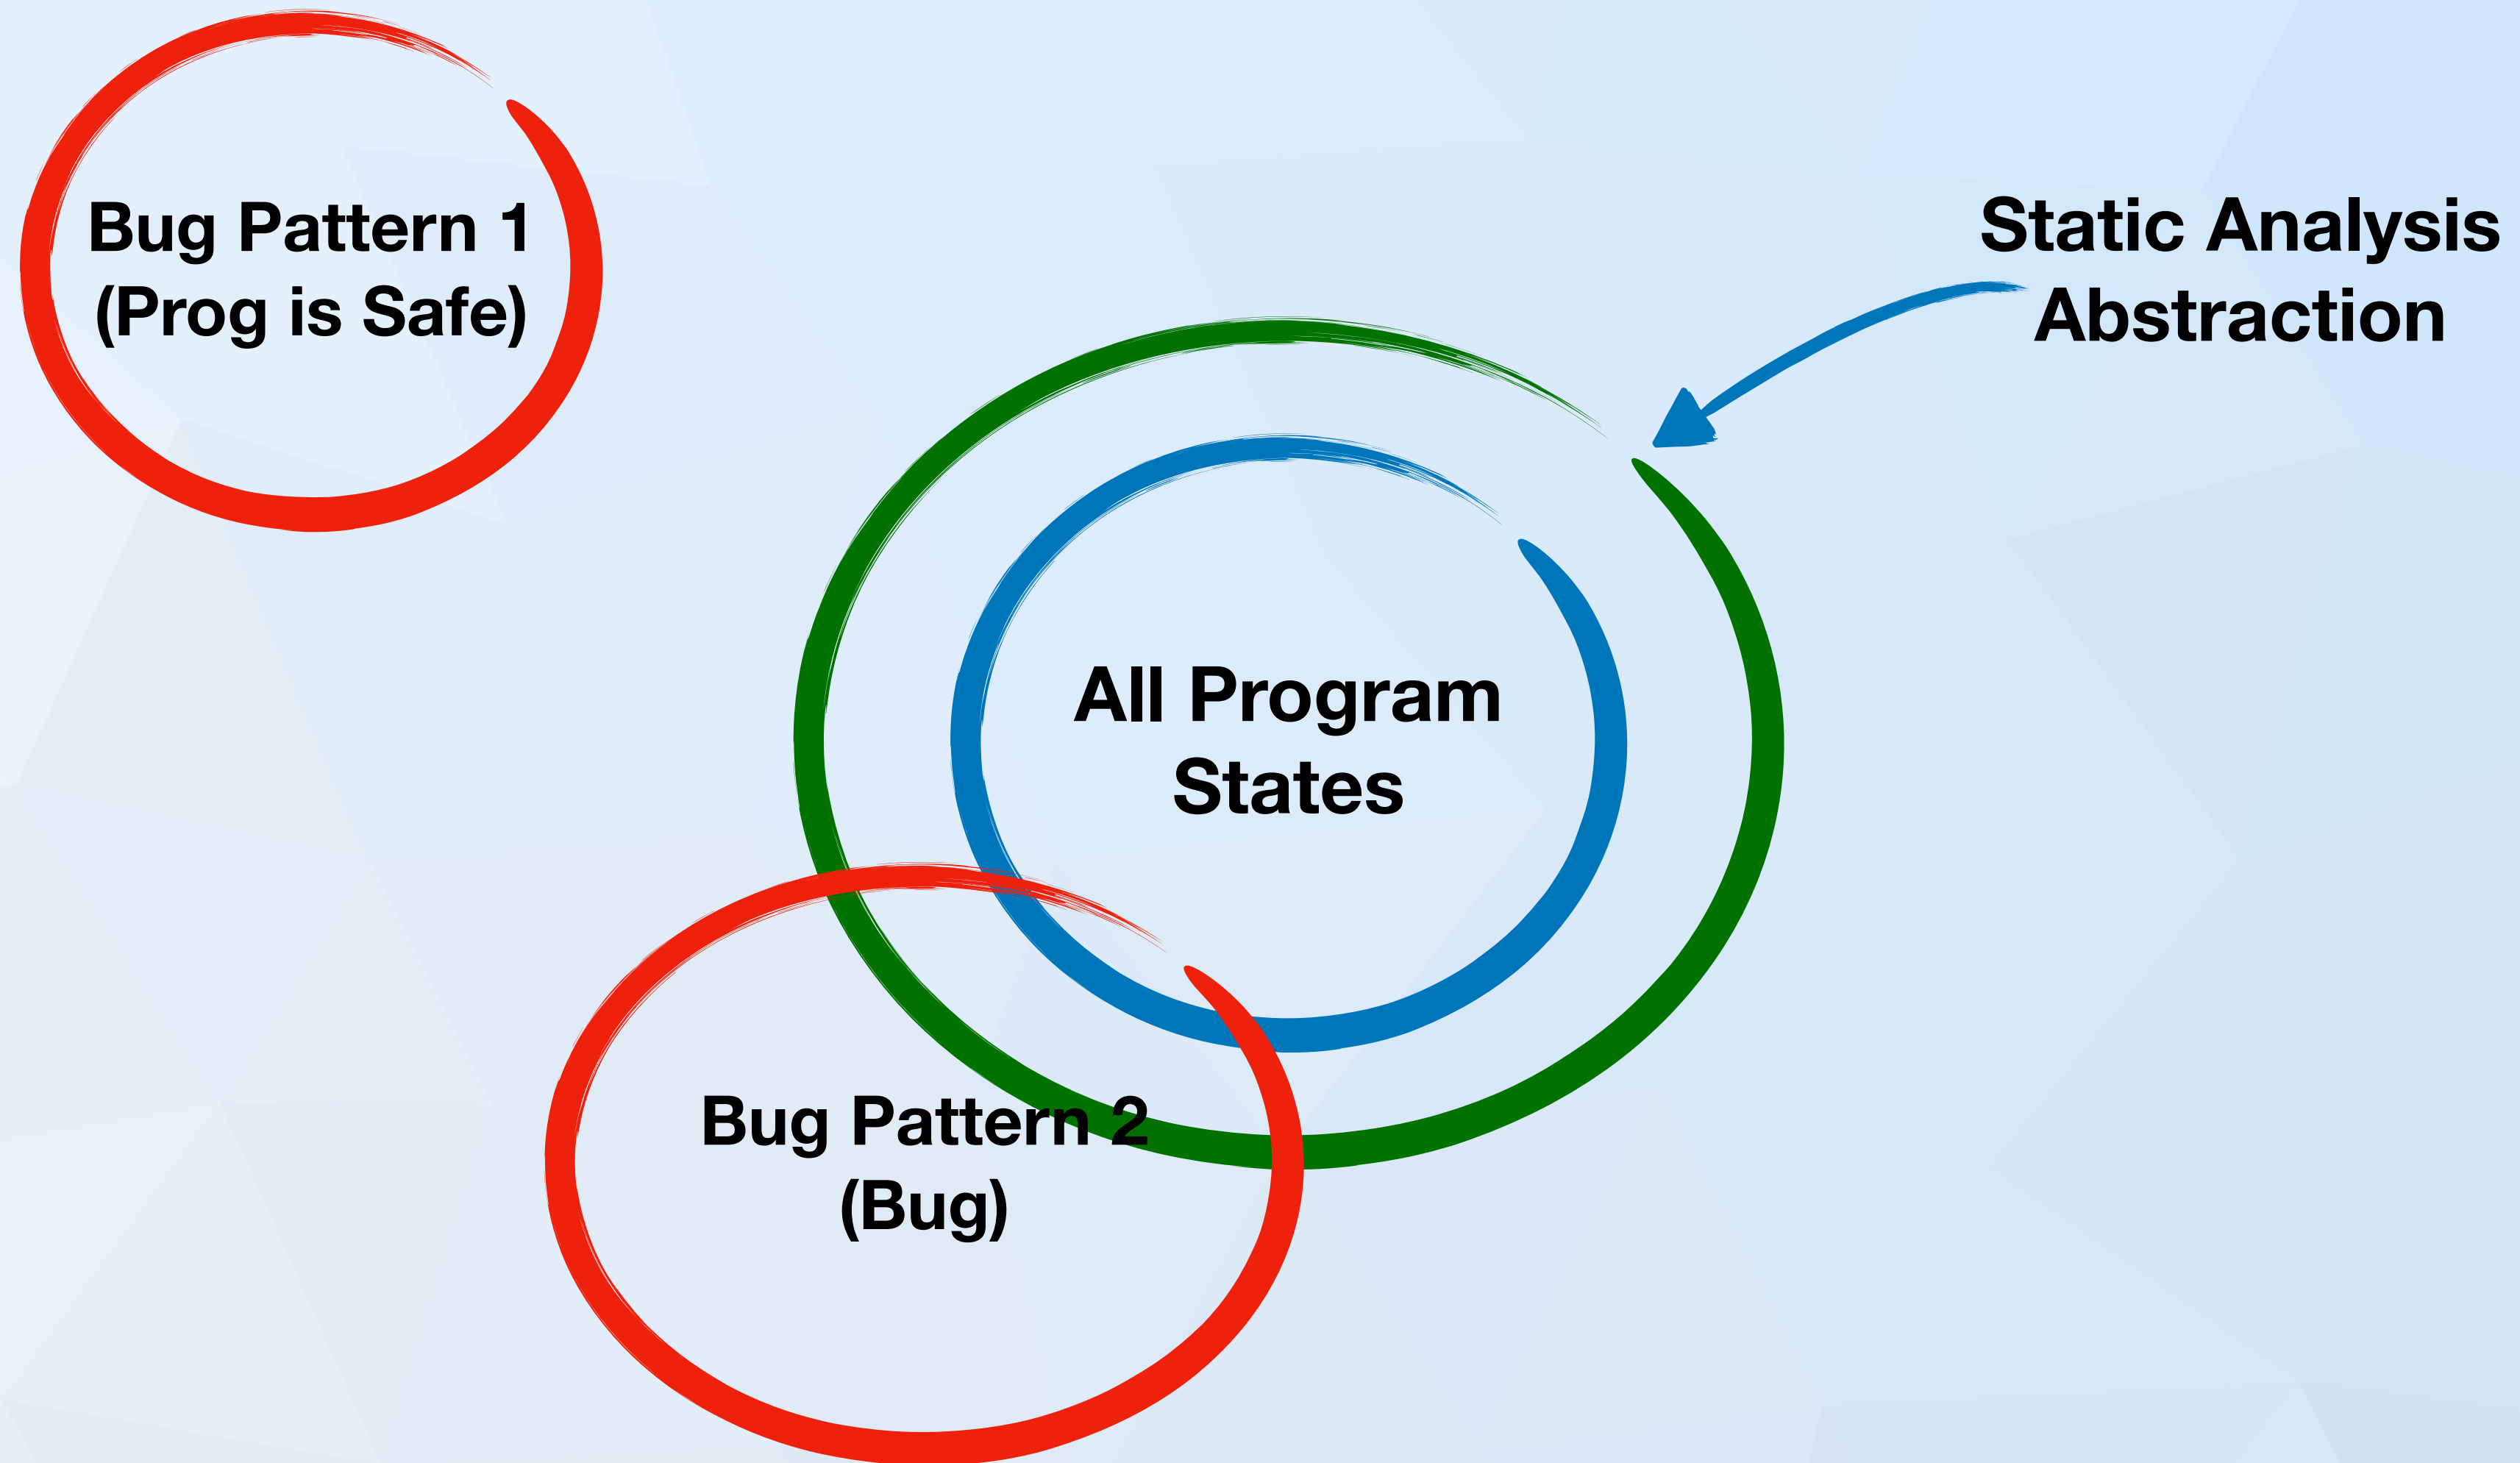 Bug Pattern 1
(Prog is Safe)
Static Analysis
Abstraction
All Program
States
Bug Pattern 2
(Bug)